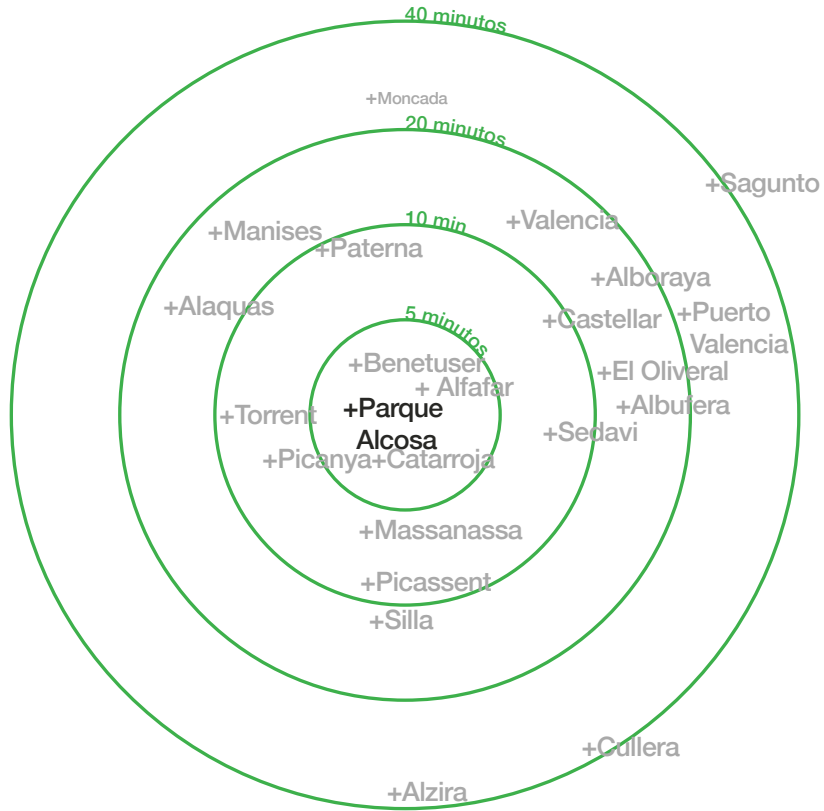 40 minutos
+Moncada
20 minutos
+Sagunto
10 min
+Valencia
+Manises
+Paterna
+Alboraya
+Alaquas
5 minutos
+Castellar
+Puerto
Valencia
+Benetuser
+El Oliveral
+ Alfafar
+Parque
Alcosa
+Albufera
+Torrent
+Sedavi
+Picanya
+Catarroja
+Massanassa
+Picassent
+Silla
+Cullera
+Alzira